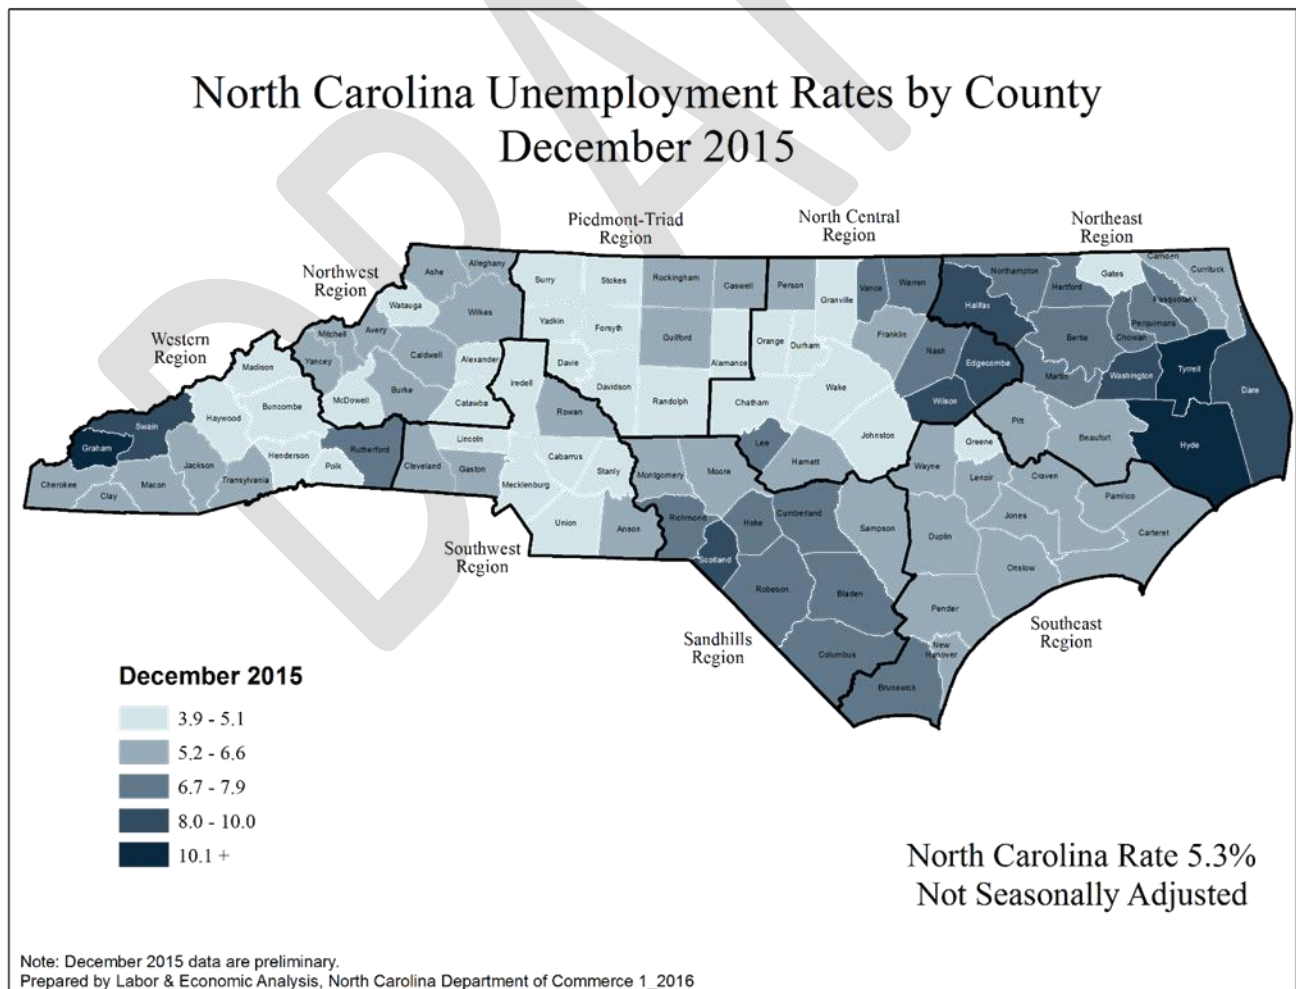 North Carolina Unemployment Rates by County
December 2015
Piedmont-Triad
Region
North Central
Region
Northeast
Region
Northwest
Region
Western
Region
Southwest
Region
Sandhills
Region
Southeast
Region
Ashe
Alleghany
Surry
Stokes
Rockingham
Caswell
Person
Granville
Vance
Warren
Northampton
Hertford
Gates
Camden
Currituck
Halifax
Pasquotank
Perquimans
Chowan
Bertie
Watauga
Wilkes
Yadkin
Forsyth
Guilford
Alamance
Orange
Durham
Franklin
Nash
Edgecombe
Martin
Washington
Tyrrell
Dare
Mitchell
Avery
Yancey
Caldwell
Alexander
Iredell
Davie
Davidson
Randolph
Chatham
Wake
Wilson
Madison
McDowell
Burke
Catawba
Rowan
Johnston
Greene
Pitt
Beaufort
Hyde
Swain
Graham
Haywood
Buncombe
Henderson
Polk
Rutherford
Cleveland
Lincoln
Gaston
Cabarrus
Stanly
Mecklenburg
Montgomery
Moore
Lee
Harnett
Wayne
Lenoir
Craven
Pamlico
Cherokee
Clay
Macon
Jackson
Transylvania
Union
Anson
Richmond
Hoke
Cumberland
Sampson
Duplin
Jones
Carteret
Onslow
Scotland
Robeson
Bladen
Pender
Columbus
New
Hanover
Brunswick
December 2015
3.9 - 5.1
5.2 - 6.6
6.7 - 7.9
8.0 - 10.0
10.1 +
North Carolina Rate 5.3%
Not Seasonally Adjusted
Note: December 2015 data are preliminary.
Prepared by Labor & Economic Analysis, North Carolina Department of Commerce 1_2016